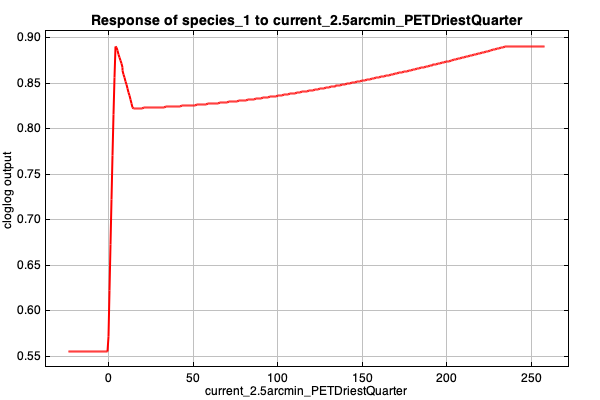 Response of species_1 to current_2.5arcmin_PETDriestQuarter
0.90
0.85
0.80
0.75
0.70
0.65
0.60
0.55
cloglog output
0 50 100 150 200 250
current_2.5arcmin_PETDriestQuarter